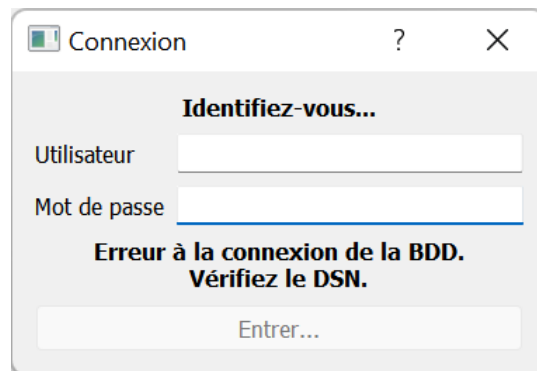 Connexion ?
Identifiez-vous...
Utilisateur
Mot de passe
Erreur à la connexion de la BDD.
Vérifiez le DSN.
Entrer...